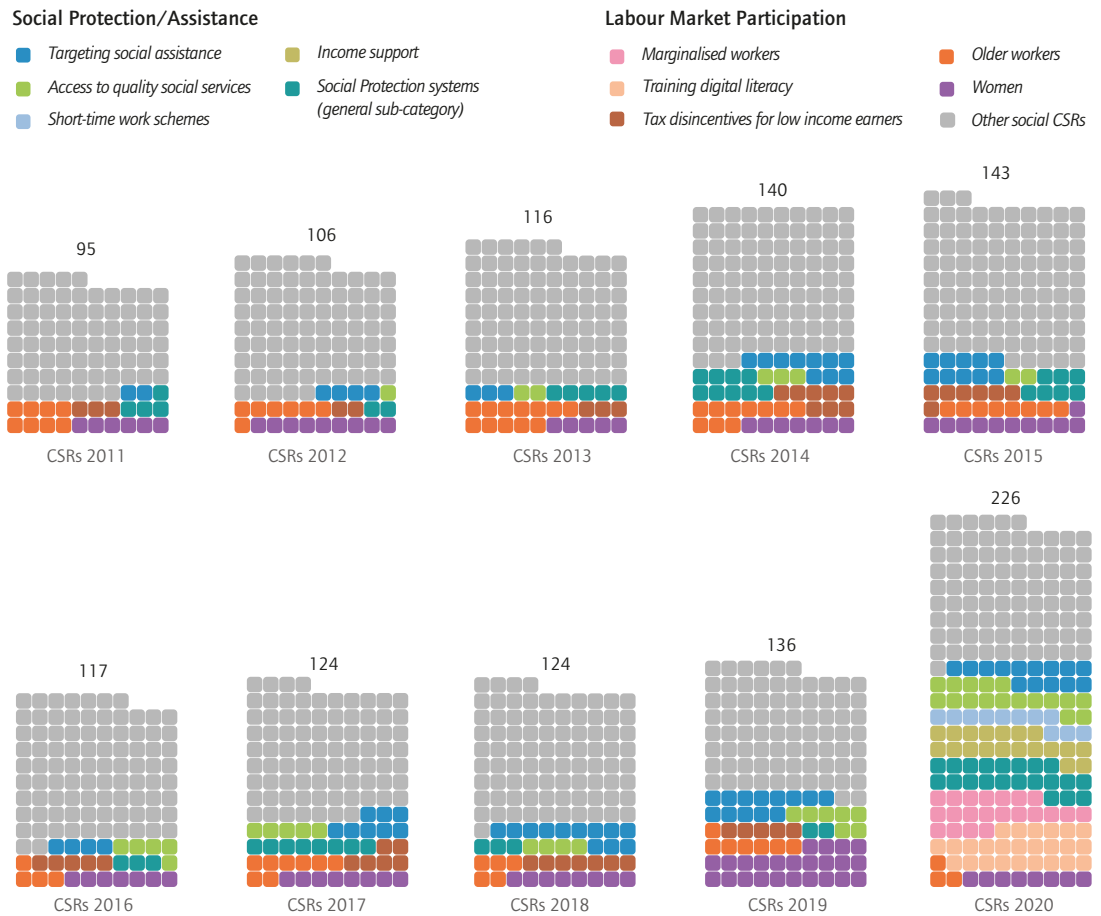 Social Protection/Assistance
Targeting social assistance
Access to quality social services
Short-time work schemes
Income support
Social Protection systems
(general sub-category)
Labour Market Participation
Marginalised workers
Training digital literacy
Tax disincentives for low income earners
Older workers
Women
Other social CSRs
95
106
116
140
143
CSRs 2011
CSRs 2012
CSRs 2013
CSRs 2014
CSRs 2015
117
124
124
136
226
CSRs 2016
CSRs 2017
CSRs 2018
CSRs 2019
CSRs 2020